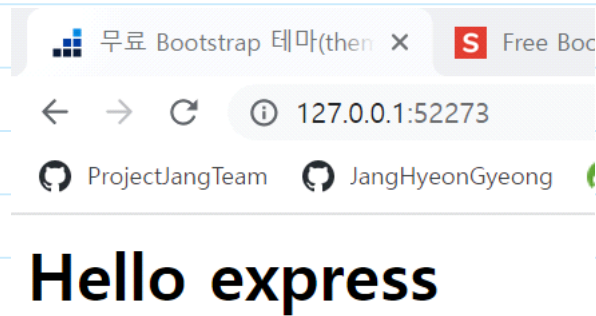 무료 Bootstrap 테마(then
S Free Boo
127.0.0.1:52273
ProjectJangTeam JangHyeonGyeong
Hello express